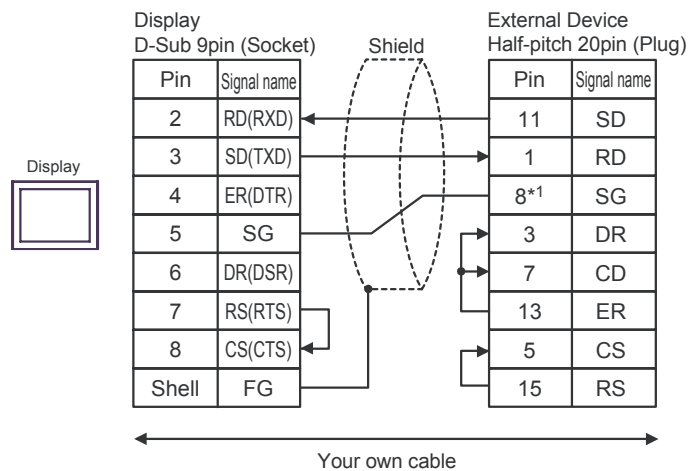 Display
D-Sub 9pin (Socket)
Shield
External Device
Half-pitch 20pin (Plug)
Pin Signal name
Pin Signal name
2 RD(RXD)
11 SD
3 SD(TXD)
1 RD
Display
4 ER(DTR)
8*1 SG
5 SG
3 DR
6 DR(DSR)
7 CD
7 RS(RTS)
13 ER
8 CS(CTS)
5 CS
Shell FG
15 RS
Your own cable